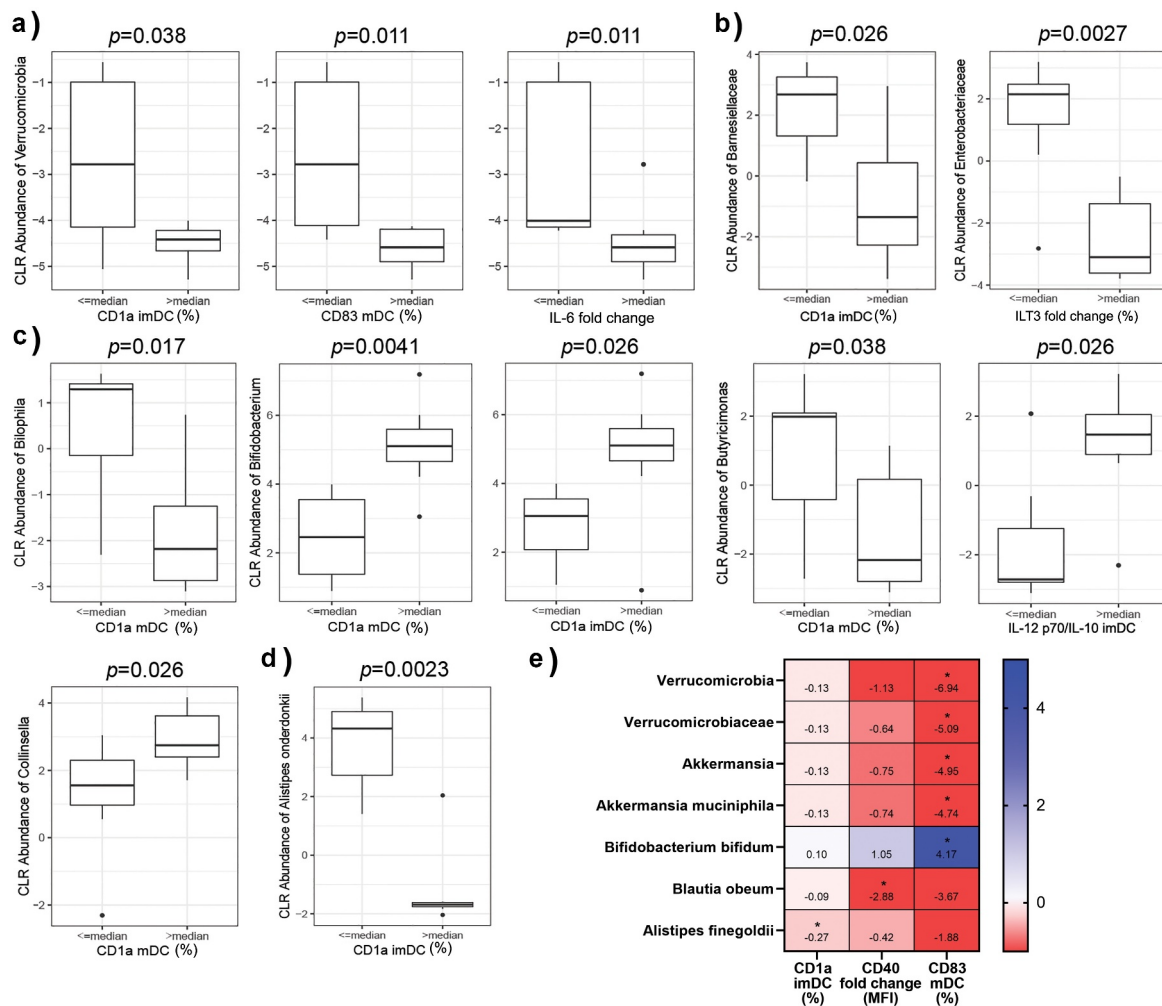 a)
p=0.038
CLR Abundance of Verrucomicrobia
-1
-2
-3
-4
-5
<=median
>median
CD1a imDC (%)
p=0.011
-1
-2
-3
-4
-5
<=median
>median
CD83 mDC (%)
p=0.011
-1
-2
-3
-4
-5
<=median
>median
IL-6 fold change
b)
p=0.026
CLR Abundance of Barnesiellaceae
2
0
-2
<=median
>median
CD1a imDC (%)
p=0.0027
CLR Abundance of Enterobacteriaceae
2
0
-2
-4
<=median
>median
ILT3 fold change (%)
c)
p=0.017
CLR Abundance of Bilophila
1
0
-1
-2
-3
<=median
>median
CD1a mDC (%)
p=0.0041
CLR Abundance of Bifidobacterium
6
4
2
<=median
>median
CD1a mDC (%)
p=0.026
6
4
2
<=median
>median
CD1a imDC (%)
p=0.038
CLR Abundance of Butyricimonas
2
0
-2
<=median
>median
CD1a mDC (%)
p=0.026
2
0
-2
<=median
>median
IL-12 p70/IL-10 imDC
p=0.026
CLR Abundance of Collinsella
4
2
0
-2
<=median
>median
CD1a mDC (%)
d)
p=0.0023
CLR Abundance of Alistipes onderdonkii
4
2
0
-2
<=median
>median
CD1a imDC (%)
e)
Verrucomicrobia
-0.13
-1.13
*
-6.94
Verrucomicrobiaceae
-0.13
-0.64
*
-5.09
Akkermansia
-0.13
-0.75
*
-4.95
Akkermansia muciniphila
-0.13
-0.74
*
-4.74
Bifidobacterium bifidum
0.10
1.05
*
4.17
Blautia obeum
-0.09
*
-2.88
-3.67
Alistipes finegoldii
*
-0.27
-0.42
-1.88
CD1a
imDC
(%)
CD40
fold change
(MFI)
CD83
mDC
(%)
4
2
0